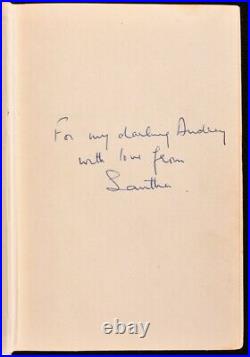 For my darling Audrey
with love from
Santha.